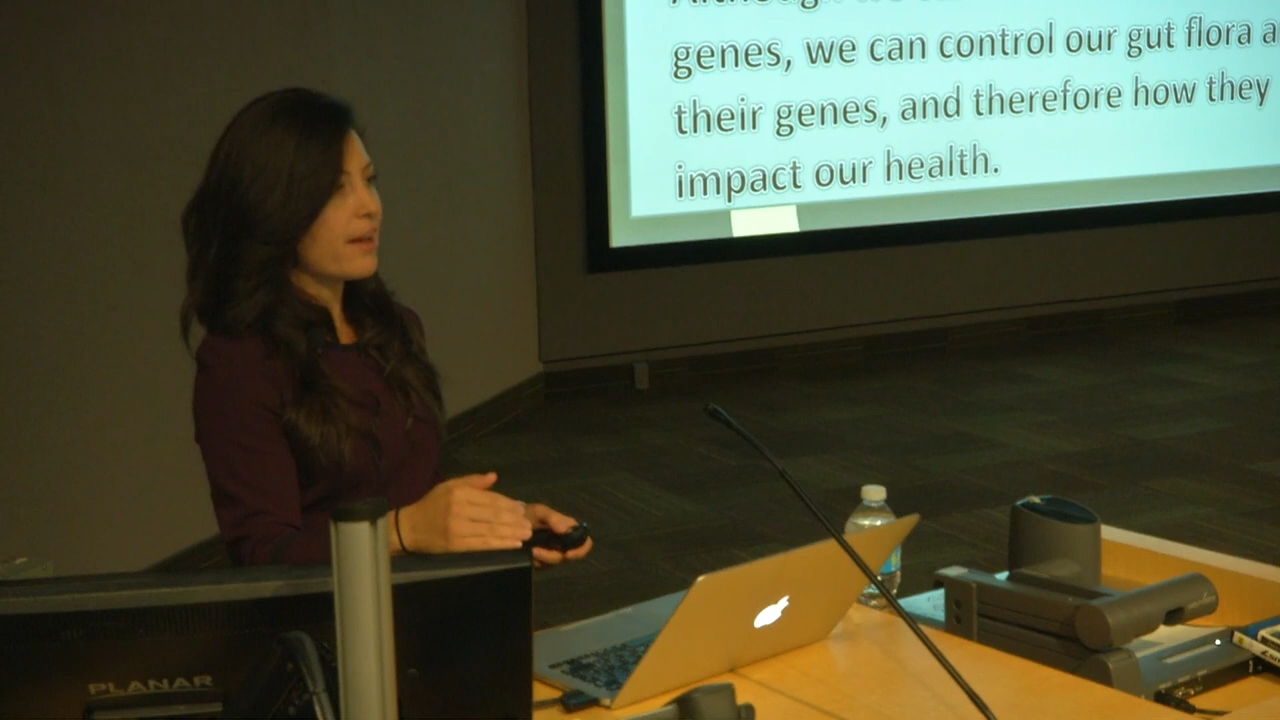 genes, we can control our gut flora
their genes, and therefore how they
impact our health.
PLANAR